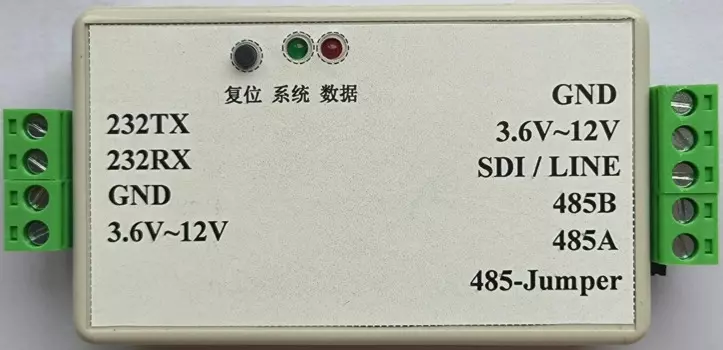 复位 系统 数据
232TX
232RX
GND
3.6V~12V
GND
3.6V~12V
SDI / LINE
485B
485A
485-Jumper